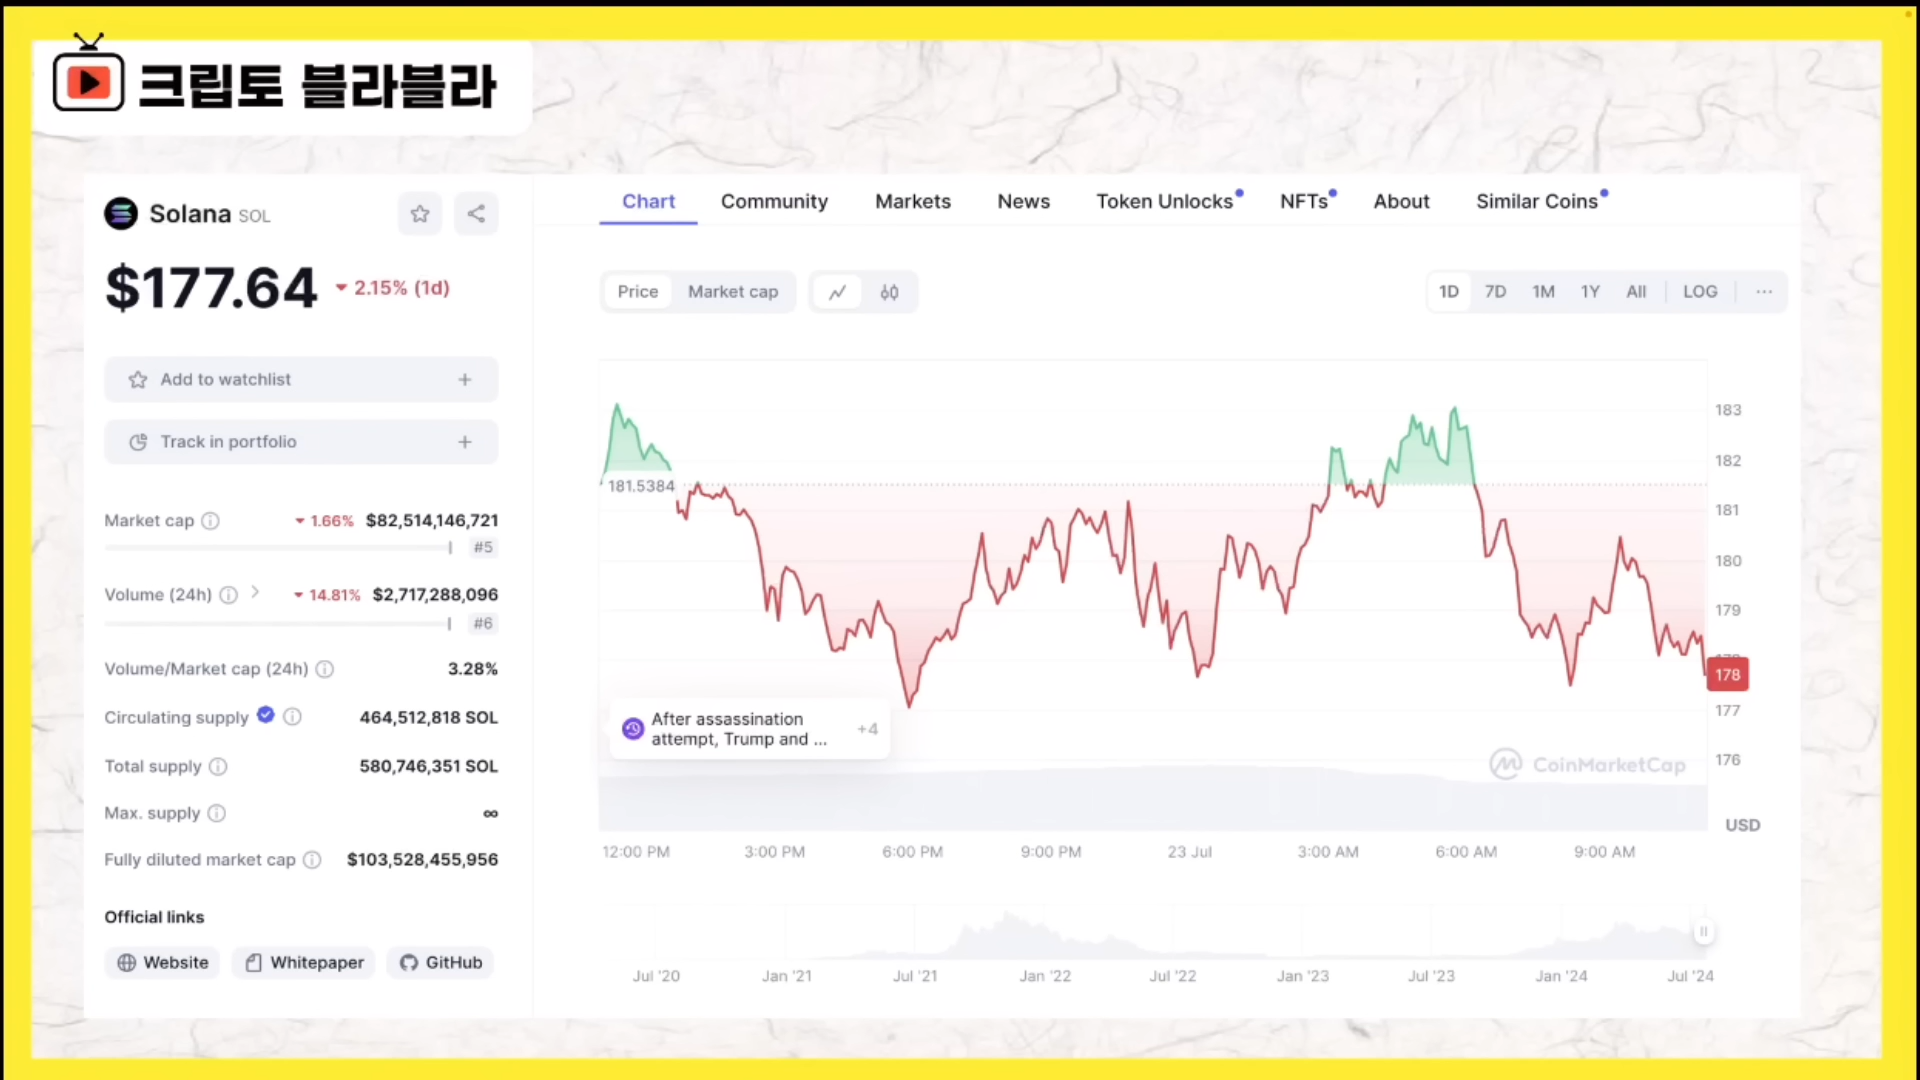 크립토 블라블라
Solana SOL
$177.64 2.15% (1d)
Add to watchlist +
Track in portfolio +
Market cap 1.66% $82,514,146,721
#5
Volume (24h) 14.81% $2,717,288,096
#6
Volume/Market cap (24h) 3.28%
Circulating supply 464,512,818 SOL
Total supply 580,746,351 SOL
Max. supply ∞
Fully diluted market cap $103,528,455,956
Official links
Website Whitepaper GitHub
Chart Community Markets News Token Unlocks NFTs About Similar Coins
Price Market cap 1D 7D 1M 1Y All LOG ...
183
182
181.5384
181
180
179
178
177
After assassination
attempt, Trump and ... +4
CoinMarketCap
176
USD
12:00 PM 3:00 PM 6:00 PM 9:00 PM 23 Jul 3:00 AM 6:00 AM 9:00 AM
Jul '20 Jan '21 Jul '21 Jan '22 Jul '22 Jan '23 Jul '23 Jan '24 Jul '24